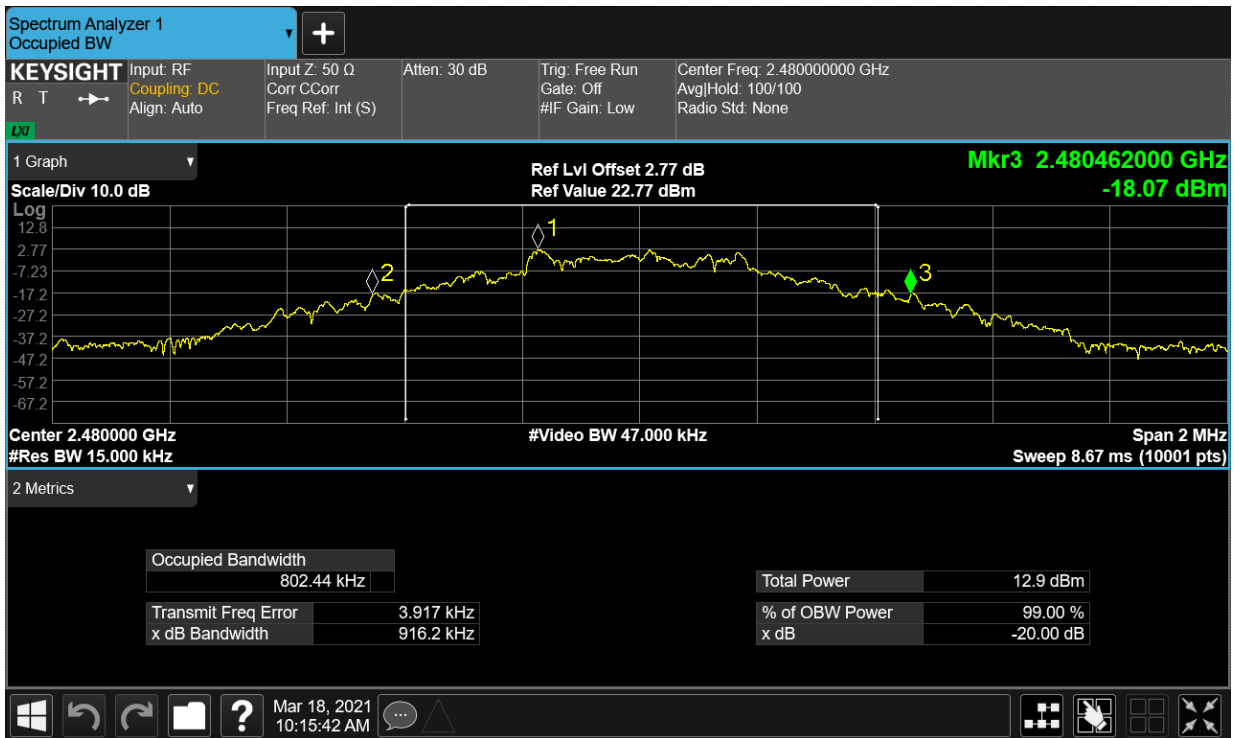 Spectrum Analyzer 1
Occupied BW
KEYSIGHT
R T
LXI
Input: RF
Coupling: DC
Align: Auto
Input Z: 50 Ω
Corr CCorr
Freq Ref: Int (S)
Atten: 30 dB
Trig: Free Run
Gate: Off
#IF Gain: Low
Center Freq: 2.480000000 GHz
Avg|Hold: 100/100
Radio Std: None
1 Graph
Scale/Div 10.0 dB
Ref Lvl Offset 2.77 dB
Ref Value 22.77 dBm
Mkr3 2.480462000 GHz
-18.07 dBm
Log
12.8
2.77
-7.23
-17.2
-27.2
-37.2
-47.2
-57.2
-67.2
1
2
3
Center 2.480000 GHz
#Video BW 47.000 kHz
Span 2 MHz
#Res BW 15.000 kHz
Sweep 8.67 ms (10001 pts)
2 Metrics
Occupied Bandwidth
802.44 kHz
Total Power 12.9 dBm
Transmit Freq Error 3.917 kHz
% of OBW Power 99.00 %
x dB Bandwidth 916.2 kHz
x dB -20.00 dB
?
Mar 18, 2021
10:15:42 AM